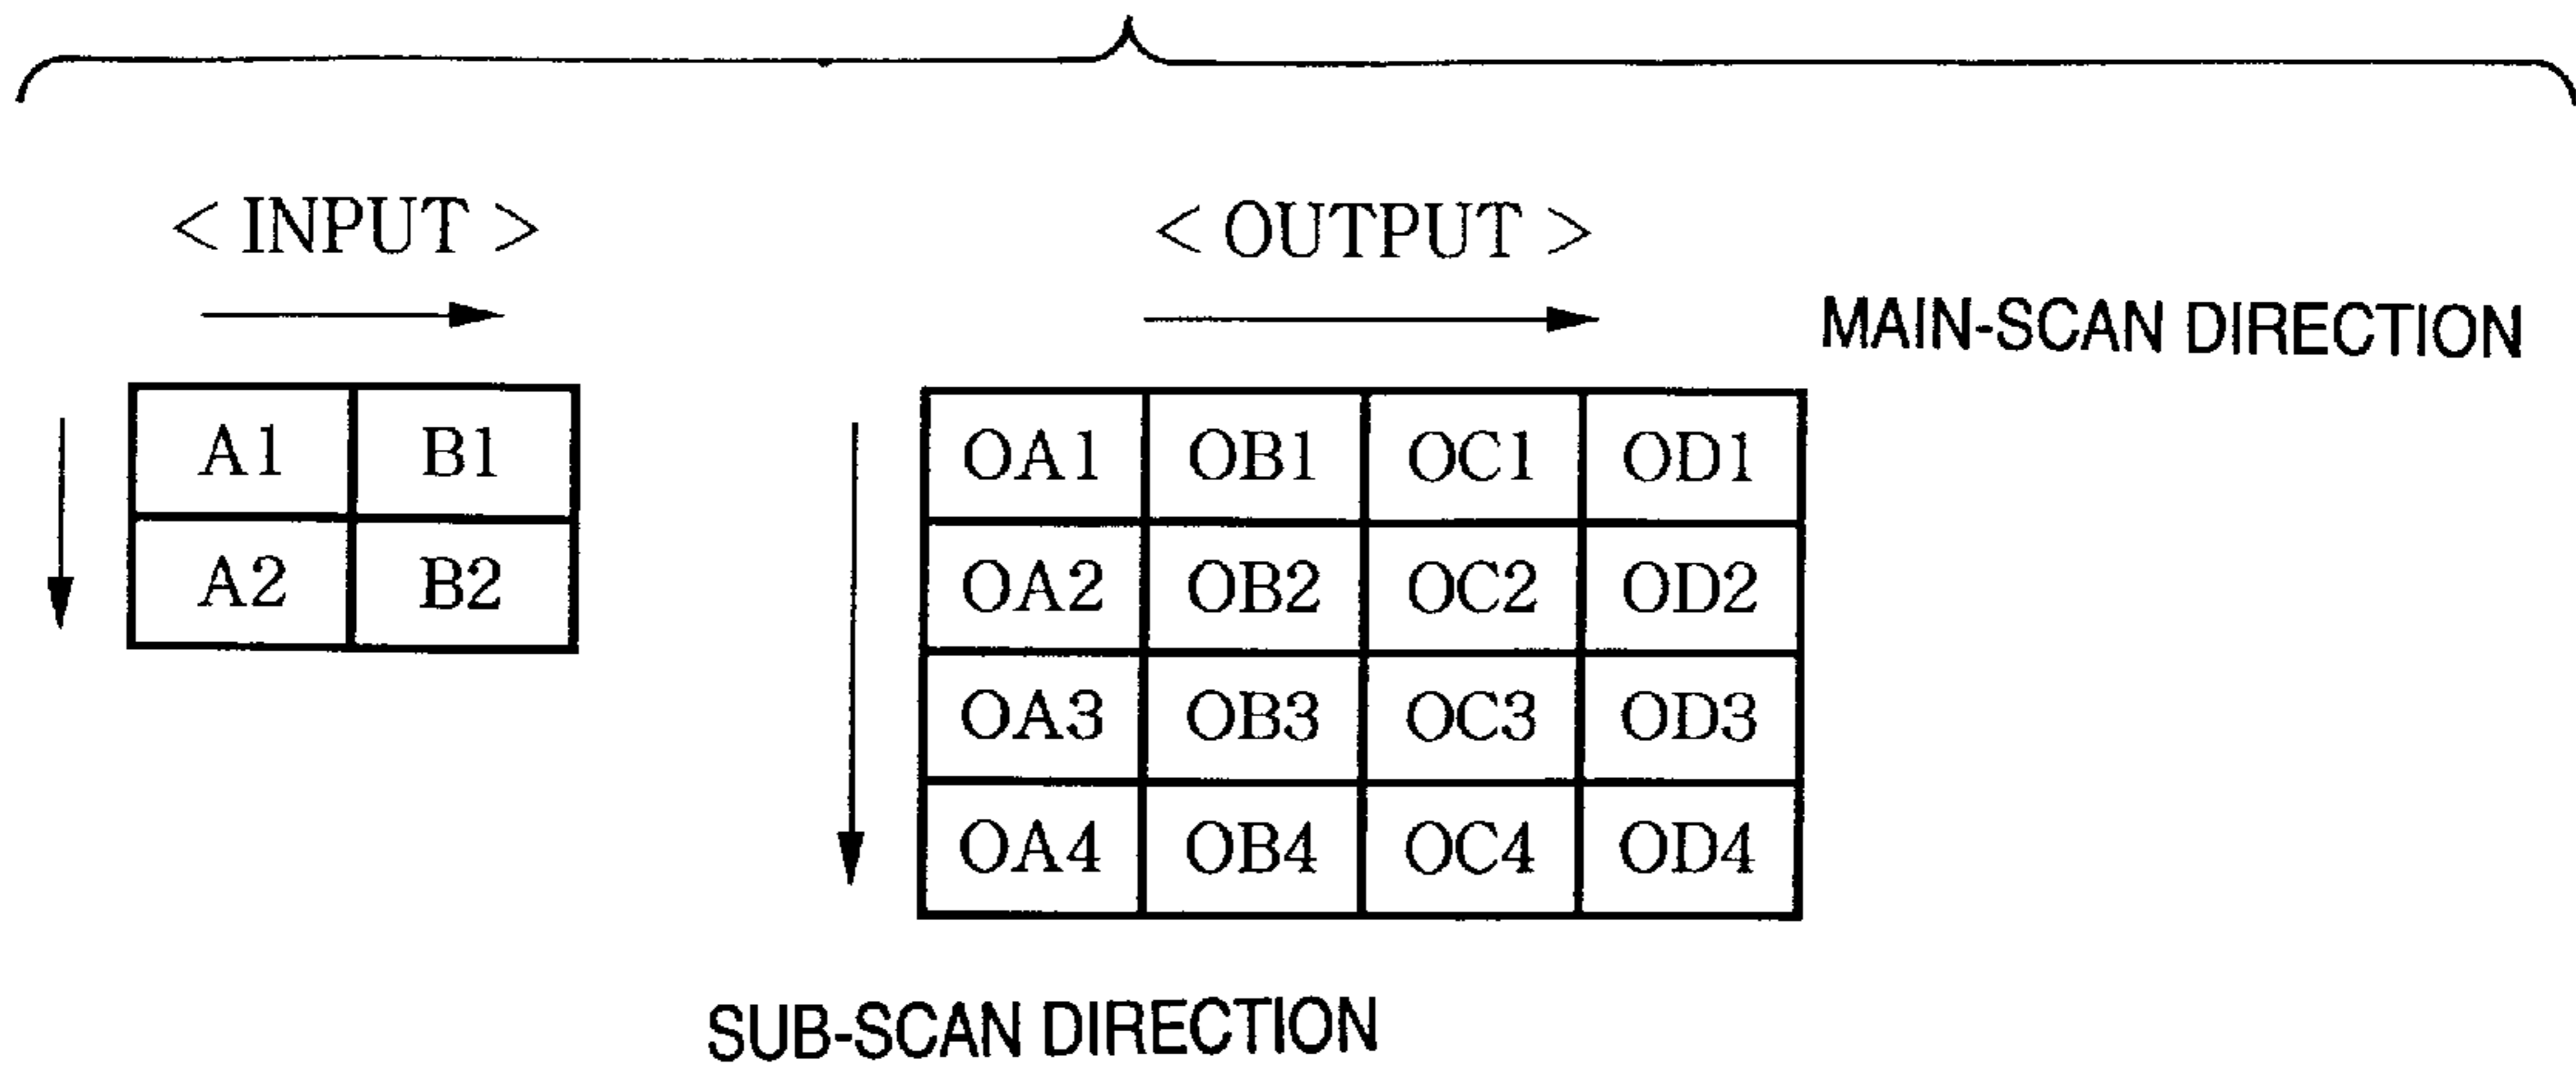 < INPUT >
< OUTPUT >
MAIN-SCAN DIRECTION
A1 B1
A2 B2
OA1 OB1 OC1 OD1
OA2 OB2 OC2 OD2
OA3 OB3 OC3 OD3
OA4 OB4 OC4 OD4
SUB-SCAN DIRECTION